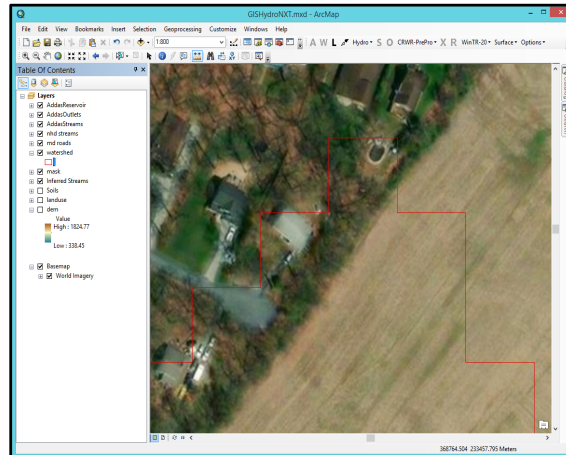 GISHydroNXT.mxd - ArcMap
File Edit View Bookmarks Insert Selection Geoprocessing Customize Windows Help
1:800 A W L Hydro S O CRWR-PrePro X R WinTR-20 Surface Options
Table Of Contents
Layers
AddasReservoir
AddasOutlets
AddasStreams
nhd streams
md roads
watershed
mask
Inferred Streams
Soils
landuse
dem
Value
High : 1824.77
Low : 338.45
Basemap
World Imagery
368764.504 233457.795 Meters